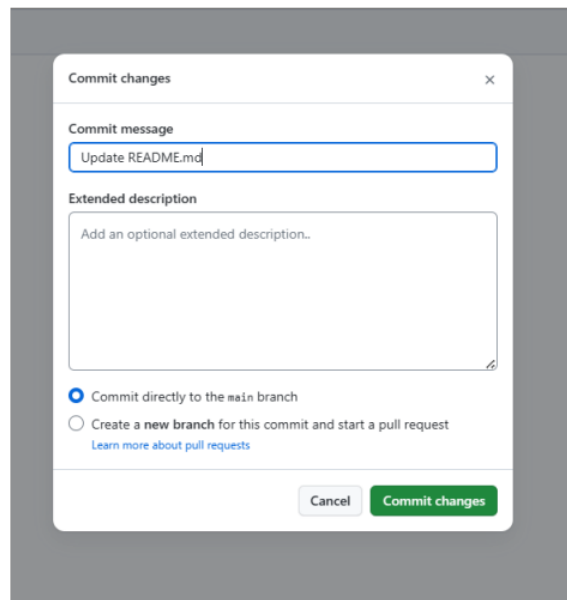 Commit changes
Commit message
Update README.md
Extended description
Add an optional extended description..
Commit directly to the main branch
Create a new branch for this commit and start a pull request
Learn more about pull requests
Cancel Commit changes